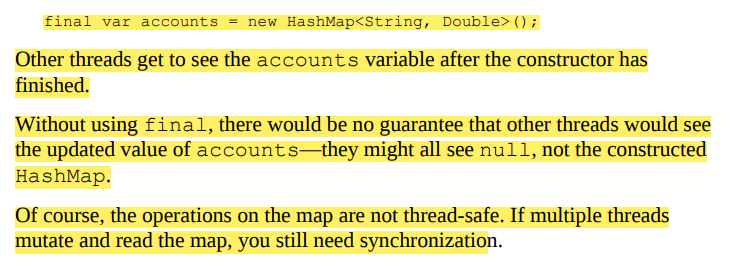 final var accounts = new HashMap<String, Double>();
Other threads get to see the accounts variable after the constructor has
finished.
Without using final, there would be no guarantee that other threads would see
the updated value of accounts—they might all see null, not the constructed
HashMap.
Of course, the operations on the map are not thread-safe. If multiple threads
mutate and read the map, you still need synchronization.